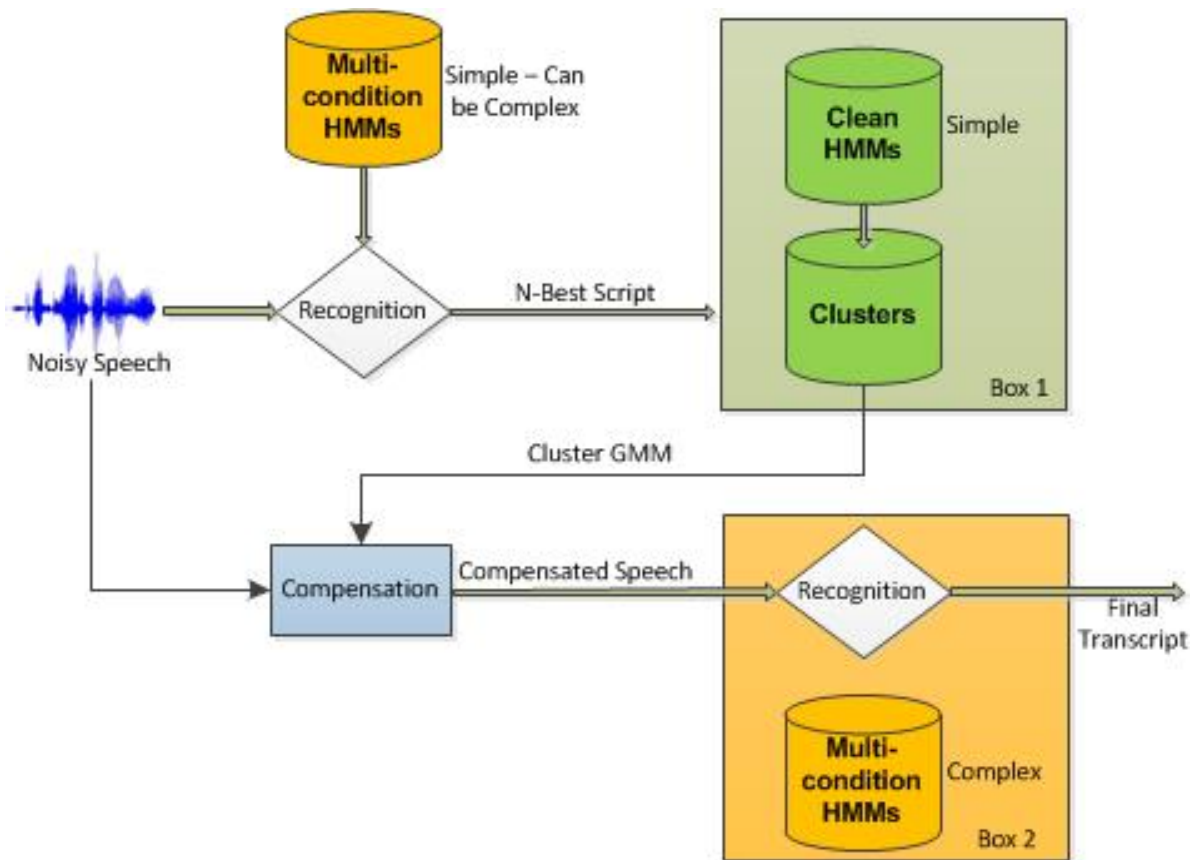 Multi-
condition
HMMs
Simple – Can
be Complex
Clean
HMMs
Simple
Noisy Speech
Recognition
N-Best Script
Clusters
Box 1
Cluster GMM
Compensation
Compensated Speech
Recognition
Final
Transcript
Multi-
condition
HMMs
Complex
Box 2